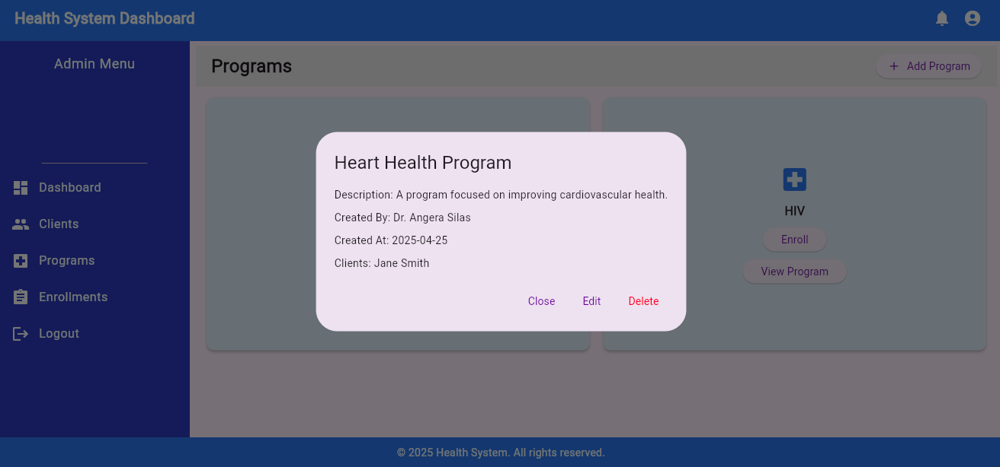 Health System Dashboard
Admin Menu
Dashboard
Clients
Programs
Enrollments
Logout
Programs
Add Program
Heart Health Program
Description: A program focused on improving cardiovascular health.
Created By: Dr. Angera Silas
Created At: 2025-04-25
Clients: Jane Smith
Close Edit Delete
HIV
Enroll
View Program
© 2025 Health System. All rights reserved.